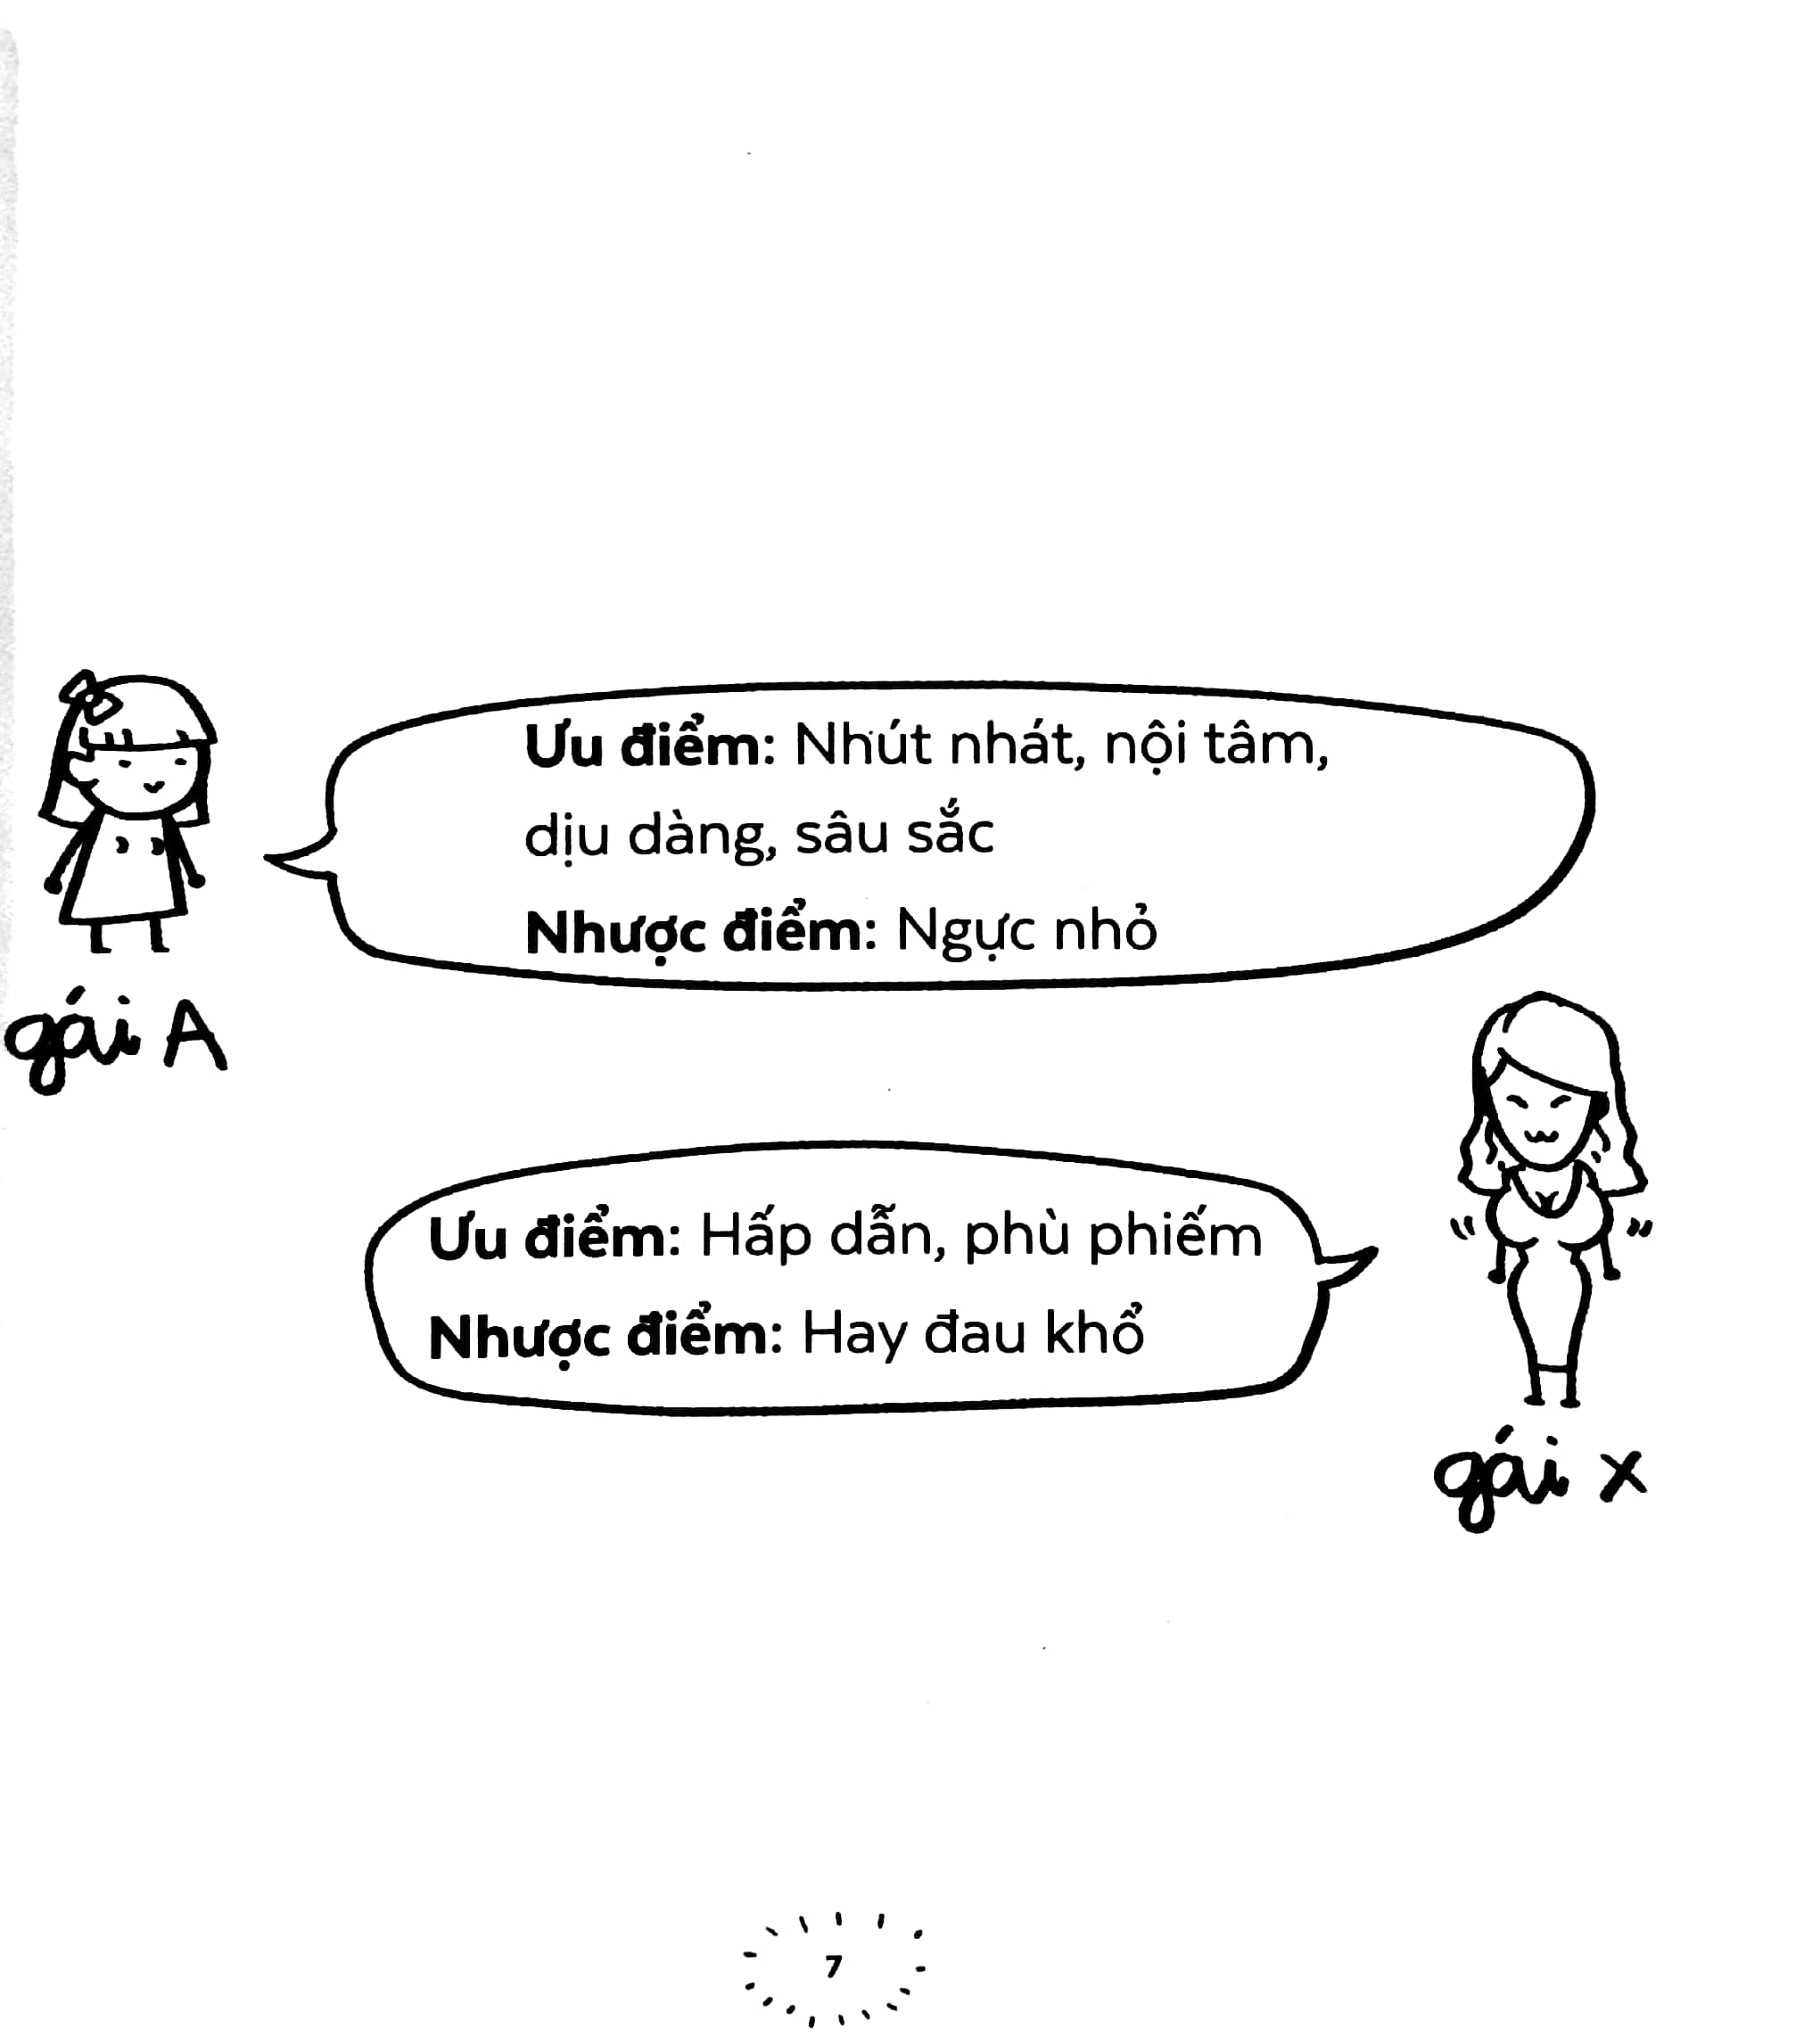 Ưu điểm: Nhút nhát, nội tâm,
dịu dàng, sâu sắc
Nhược điểm: Ngực nhỏ
gái A
Ưu điểm: Hấp dẫn, phù phiếm
Nhược điểm: Hay đau khổ
gái X
7